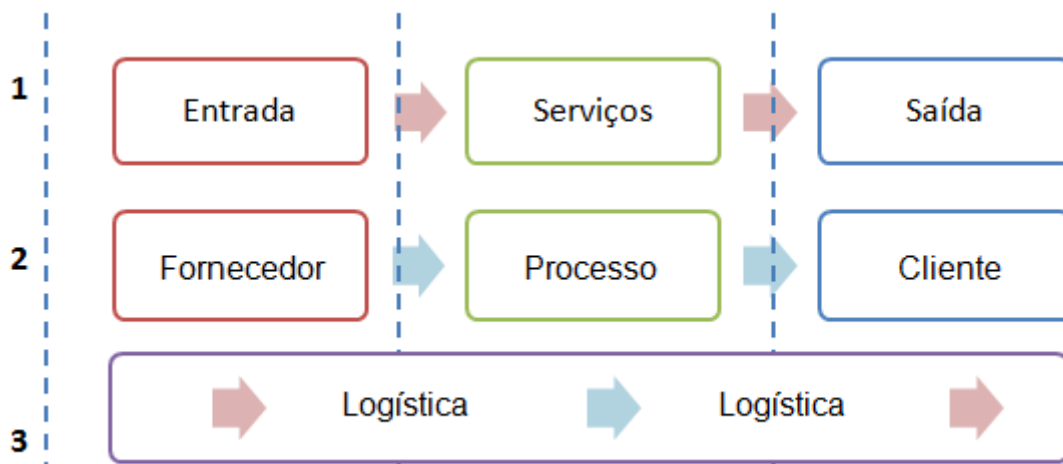 1 Entrada Serviços Saída
2 Fornecedor Processo Cliente
Logística Logística
3